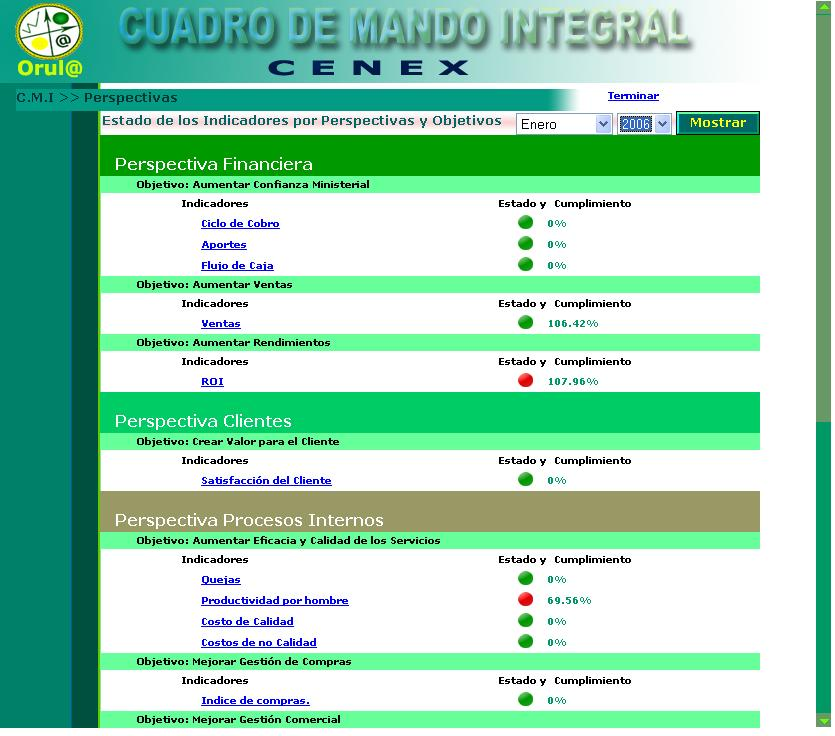 CUADRO DE MANDO INTEGRAL
CENEX
Orul@
C.M.I >> Perspectivas
Terminar
Estado de los Indicadores por Perspectivas y Objetivos Enero 2006 Mostrar
Perspectiva Financiera
Objetivo: Aumentar Confianza Ministerial
Indicadores Estado y Cumplimiento
Ciclo de Cobro 0%
Aportes 0%
Flujo de Caja 0%
Objetivo: Aumentar Ventas
Indicadores Estado y Cumplimiento
Ventas 106.42%
Objetivo: Aumentar Rendimientos
Indicadores Estado y Cumplimiento
ROI 107.96%
Perspectiva Clientes
Objetivo: Crear Valor para el Cliente
Indicadores Estado y Cumplimiento
Satisfacción del Cliente 0%
Perspectiva Procesos Internos
Objetivo: Aumentar Eficacia y Calidad de los Servicios
Indicadores Estado y Cumplimiento
Quejas 0%
Productividad por hombre 69.56%
Costo de Calidad 0%
Costos de no Calidad 0%
Objetivo: Mejorar Gestión de Compras
Indicadores Estado y Cumplimiento
Indice de compras. 0%
Objetivo: Mejorar Gestión Comercial